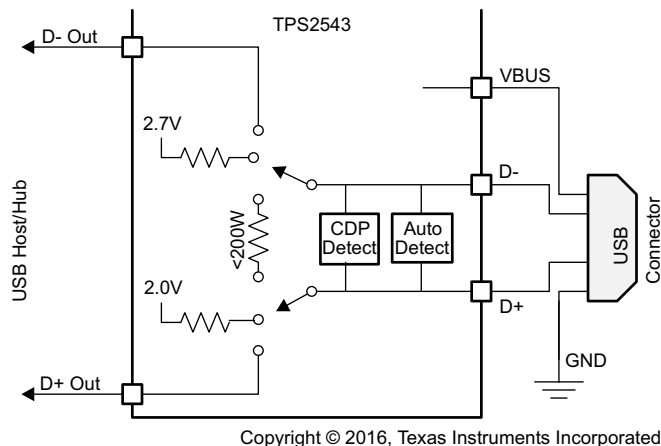 TPS2543
D- Out
VBUS
2.7V
D-
USB Host/Hub
<200W
CDP
Detect
Auto
Detect
USB
Connector
2.0V
D+
GND
D+ Out
Copyright © 2016, Texas Instruments Incorporated